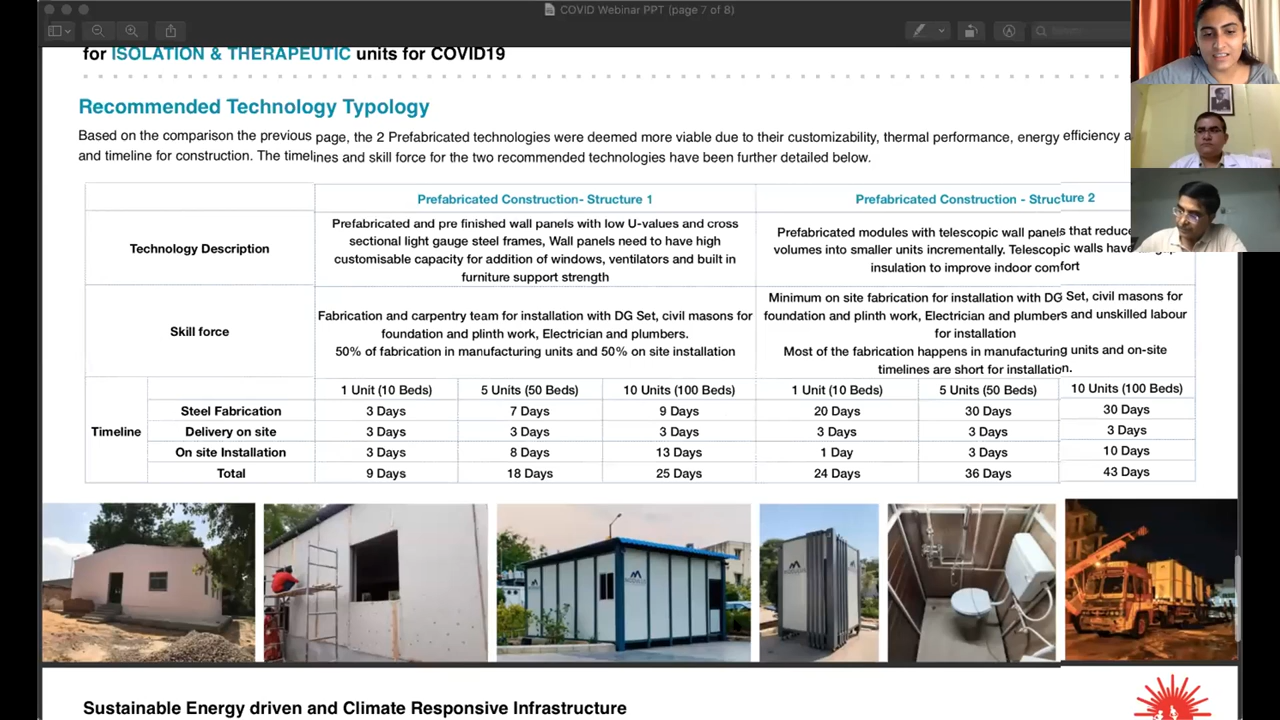 COVID Webinar PPT (page 7 of 8)
for ISOLATION & THERAPEUTIC units for COVID19
Recommended Technology Typology
Based on the comparison the previous page, the 2 Prefabricated technologies were deemed more viable due to their customizability, thermal performance, energy efficiency a
and timeline for construction. The timelines and skill force for the two recommended technologies have been further detailed below.
Prefabricated Construction- Structure 1
Prefabricated Construction - Structure 2
Technology Description
Prefabricated and pre finished wall panels with low U-values and cross
sectional light gauge steel frames, Wall panels need to have high
customisable capacity for addition of windows, ventilators and built in
furniture support strength
Prefabricated modules with telescopic wall panels that reduce
volumes into smaller units incrementally. Telescopic walls have
insulation to improve indoor comfort
Skill force
Fabrication and carpentry team for installation with DG Set, civil masons for
foundation and plinth work, Electrician and plumbers.
50% of fabrication in manufacturing units and 50% on site installation
Minimum on site fabrication for installation with DG Set, civil masons for
foundation and plinth work, Electrician and plumbers and unskilled labour
for installation
Most of the fabrication happens in manufacturing units and on-site
timelines are short for installation.
Timeline
1 Unit (10 Beds) 5 Units (50 Beds) 10 Units (100 Beds) 1 Unit (10 Beds) 5 Units (50 Beds) 10 Units (100 Beds)
Steel Fabrication 3 Days 7 Days 9 Days 20 Days 30 Days 30 Days
Delivery on site 3 Days 3 Days 3 Days 3 Days 3 Days 3 Days
On site Installation 3 Days 8 Days 13 Days 1 Day 3 Days 10 Days
Total 9 Days 18 Days 25 Days 24 Days 36 Days 43 Days
Sustainable Energy driven and Climate Responsive Infrastructure